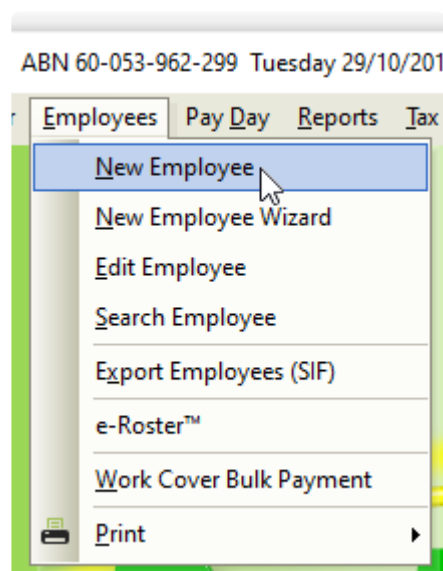 ABN 60-053-962-299 Tuesday 29/10/201
Employees Pay Day Reports Tax
New Employee
New Employee Wizard
Edit Employee
Search Employee
Export Employees (SIF)
e-Roster™
Work Cover Bulk Payment
Print